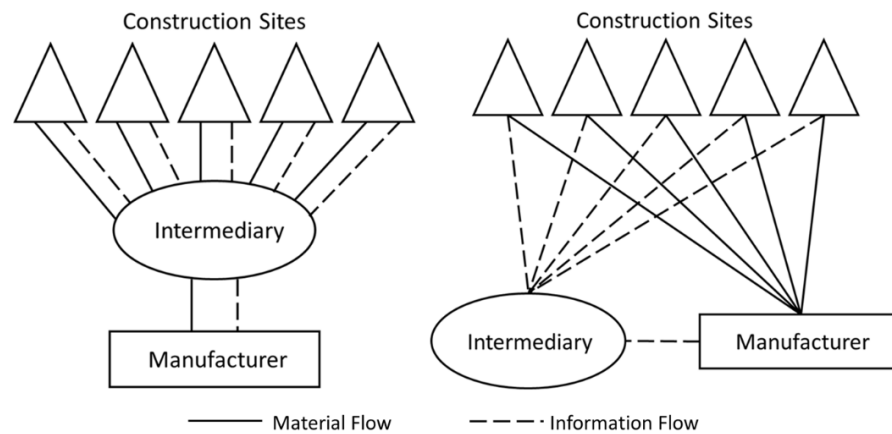 Construction Sites
Intermediary
Manufacturer
Construction Sites
Intermediary
Manufacturer
Material Flow
Information Flow